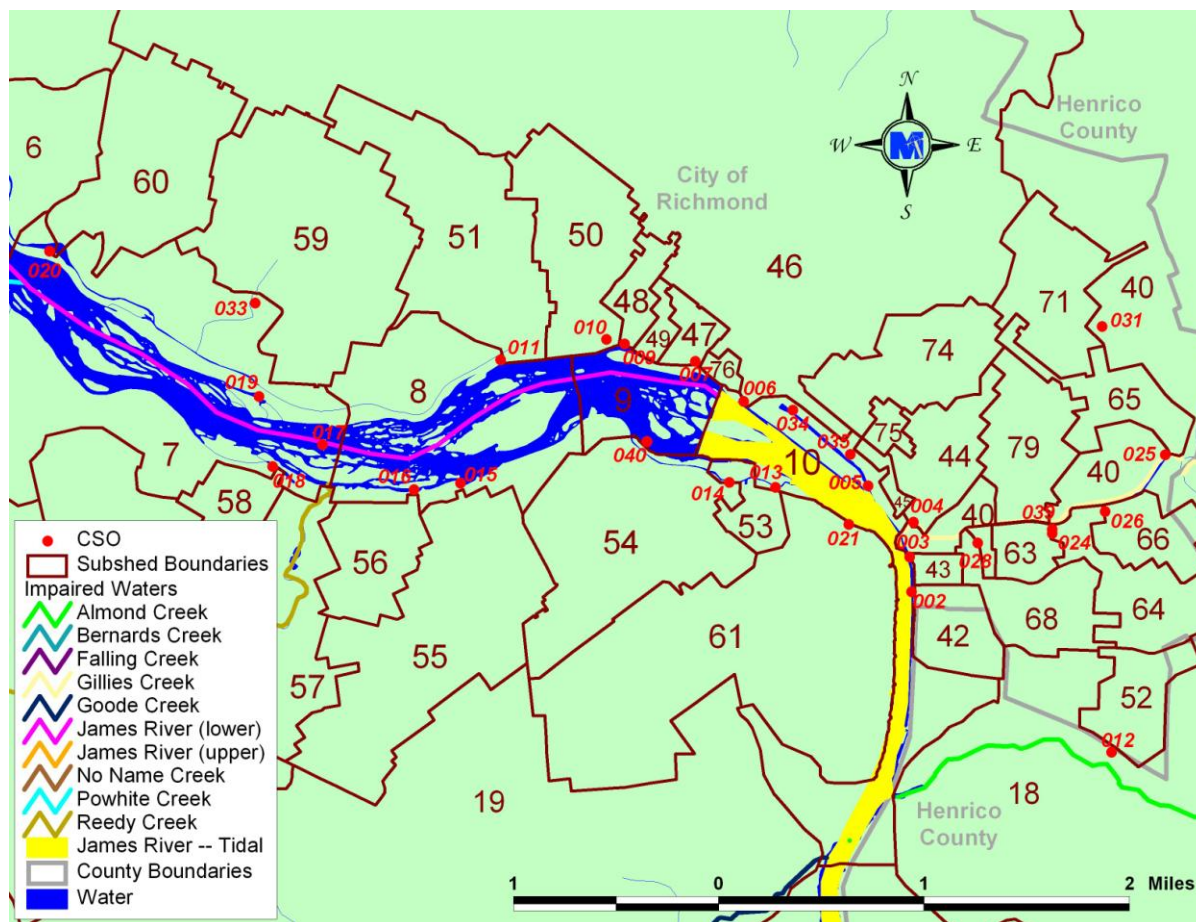 N
W
M
E
S
Henrico
County
City of
Richmond
6
60
59
51
50
46
71
40
48
49
47
76
74
75
44
79
65
40
45
40
63
66
43
42
68
64
52
18
8
9
10
7
58
56
57
55
54
53
61
19
Henrico
County
020
033
019
017
018
016
015
011
010
009
007
006
034
035
005
004
003
002
040
014
013
021
028
039
024
026
025
031
012
CSO
Subshed Boundaries
Impaired Waters
Almond Creek
Bernards Creek
Falling Creek
Gillies Creek
Goode Creek
James River (lower)
James River (upper)
No Name Creek
Powhite Creek
Reedy Creek
James River -- Tidal
County Boundaries
Water
1 0 1 2 Miles